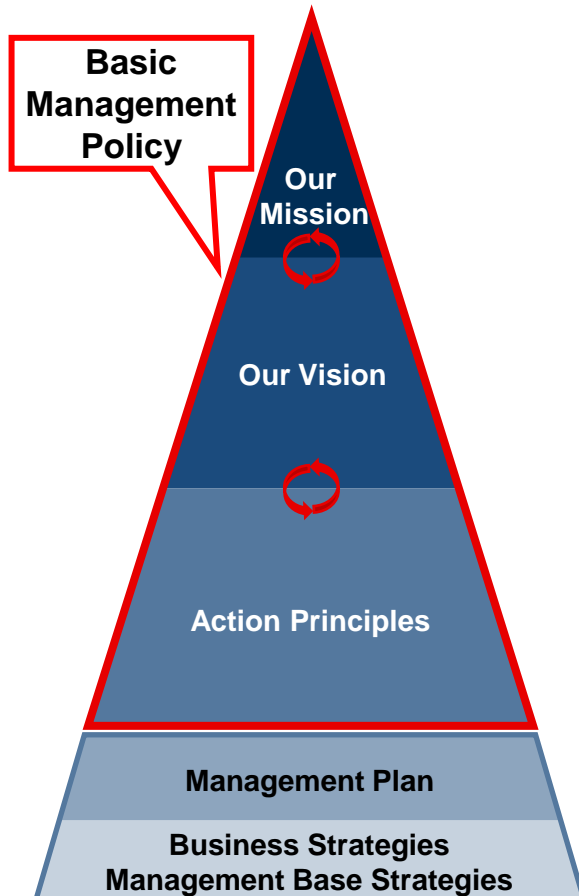 Basic
Management
Policy
Our
Mission
Our Vision
Action Principles
Management Plan
Business Strategies
Management Base Strategies